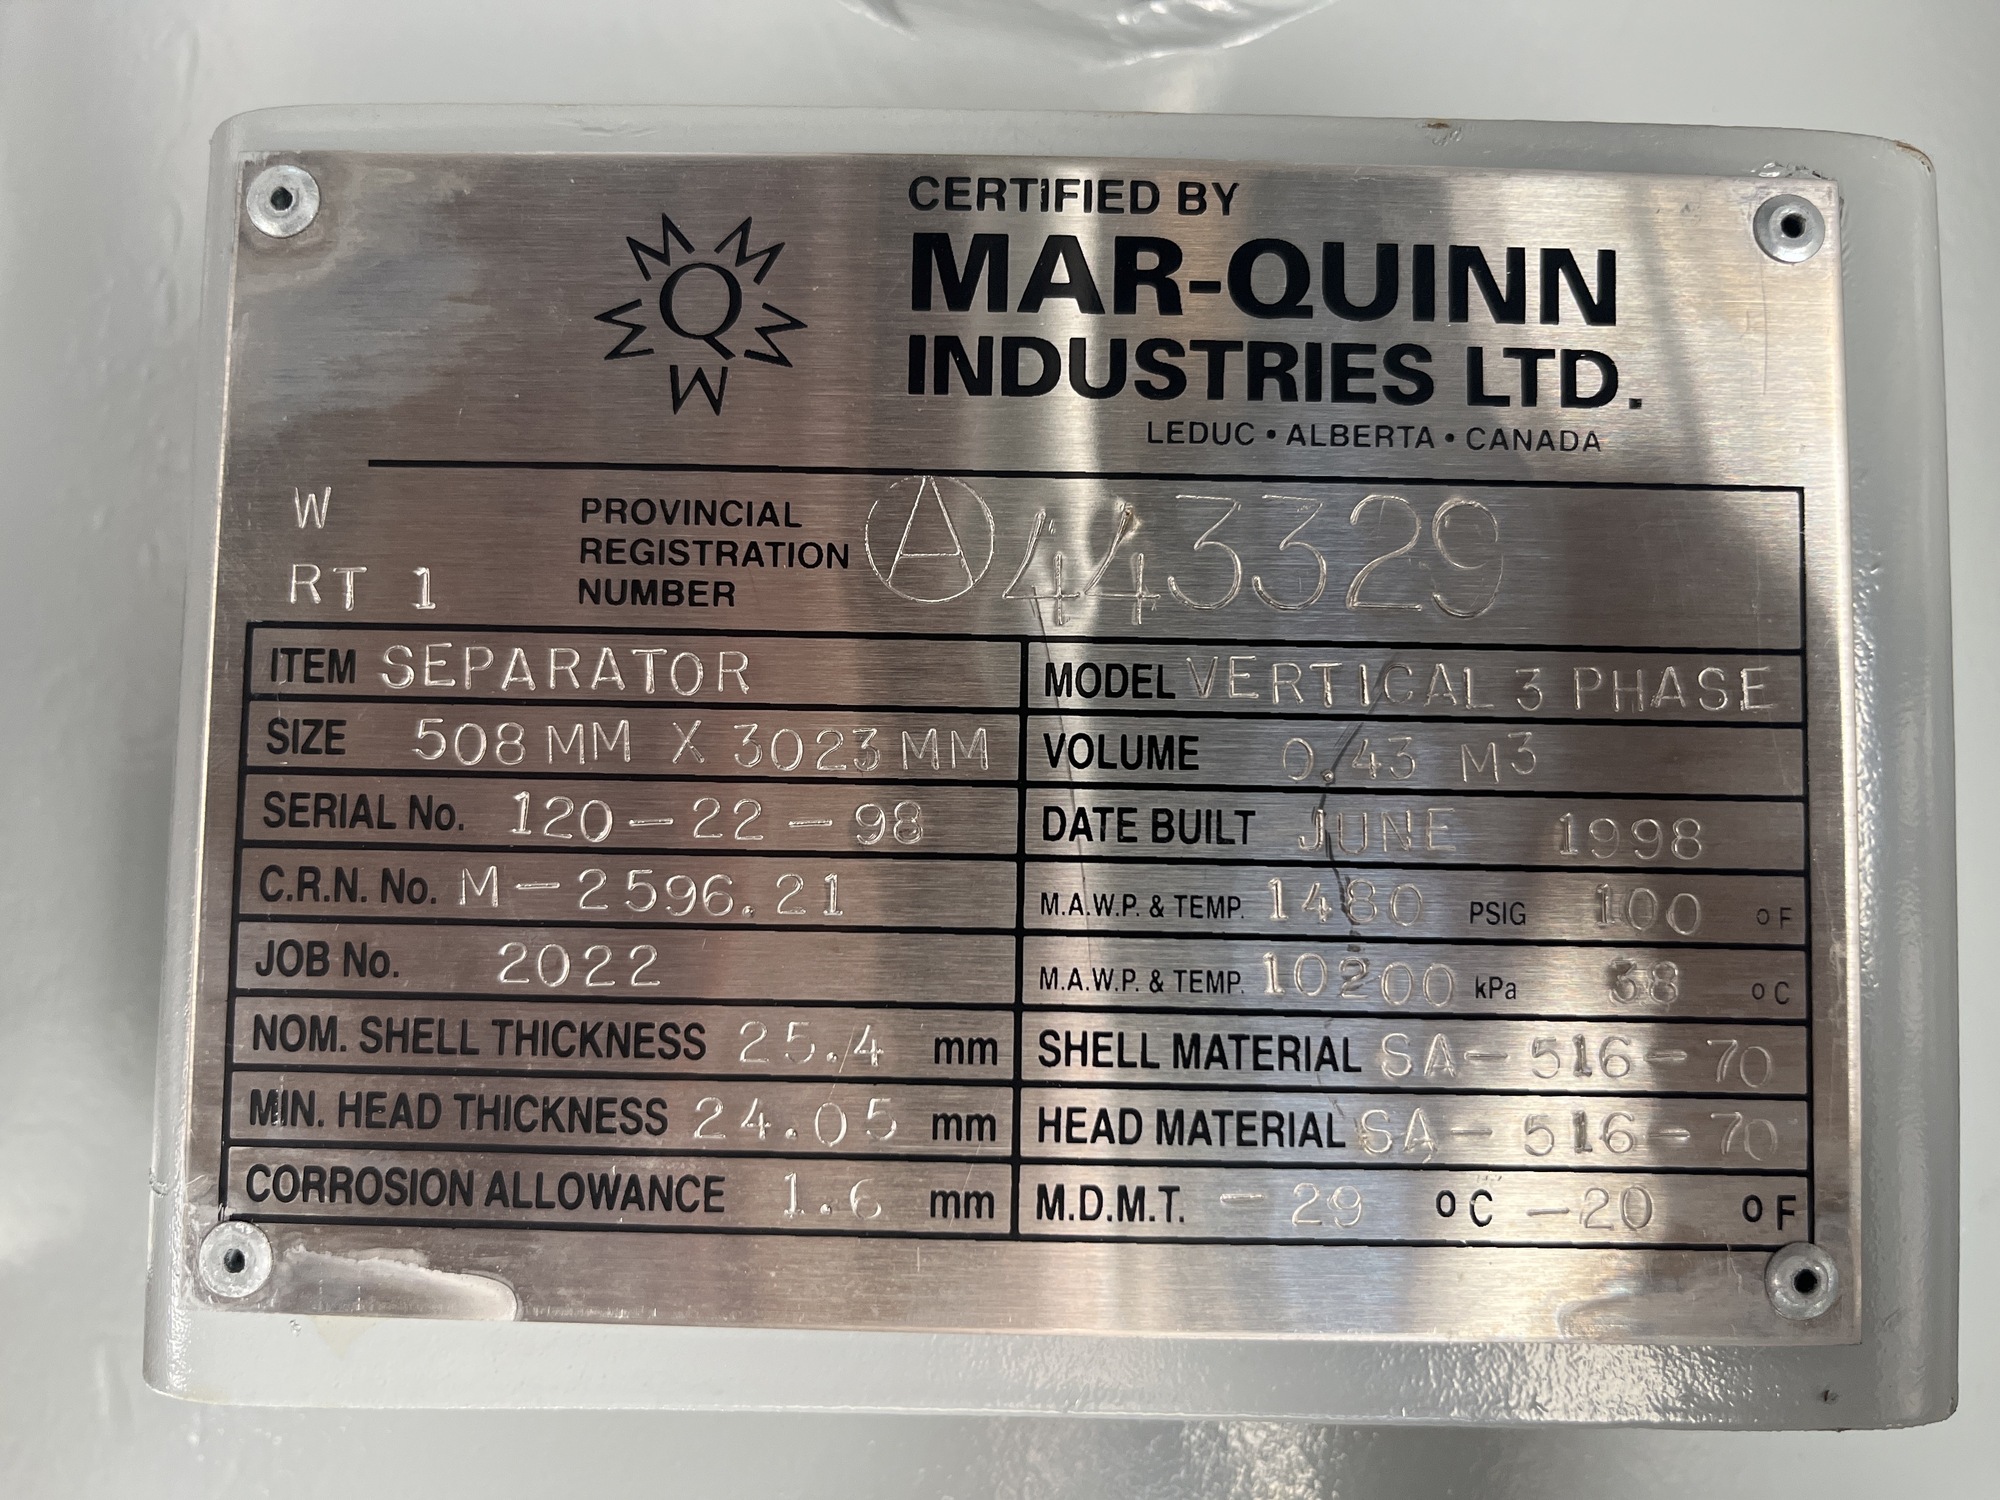 CERTIFIED BY
MAR-QUINN
INDUSTRIES LTD.
LEDUC • ALBERTA • CANADA
M M M M M Q
W
RT 1
PROVINCIAL
REGISTRATION
NUMBER
A 443329
ITEM SEPARATOR
MODEL VERTICAL 3 PHASE
SIZE 508 MM X 3023 MM
VOLUME 0.43 M3
SERIAL No. 120-22-98
DATE BUILT JUNE 1998
C.R.N. No. M-2596.21
M.A.W.P. & TEMP. 1480 PSIG 100 °F
JOB No. 2022
M.A.W.P. & TEMP. 10200 kPa 38 °C
NOM. SHELL THICKNESS 25.4 mm
SHELL MATERIAL SA-516-70
MIN. HEAD THICKNESS 24.05 mm
HEAD MATERIAL SA-516-70
CORROSION ALLOWANCE 1.6 mm
M.D.M.T. -29 °C -20 °F